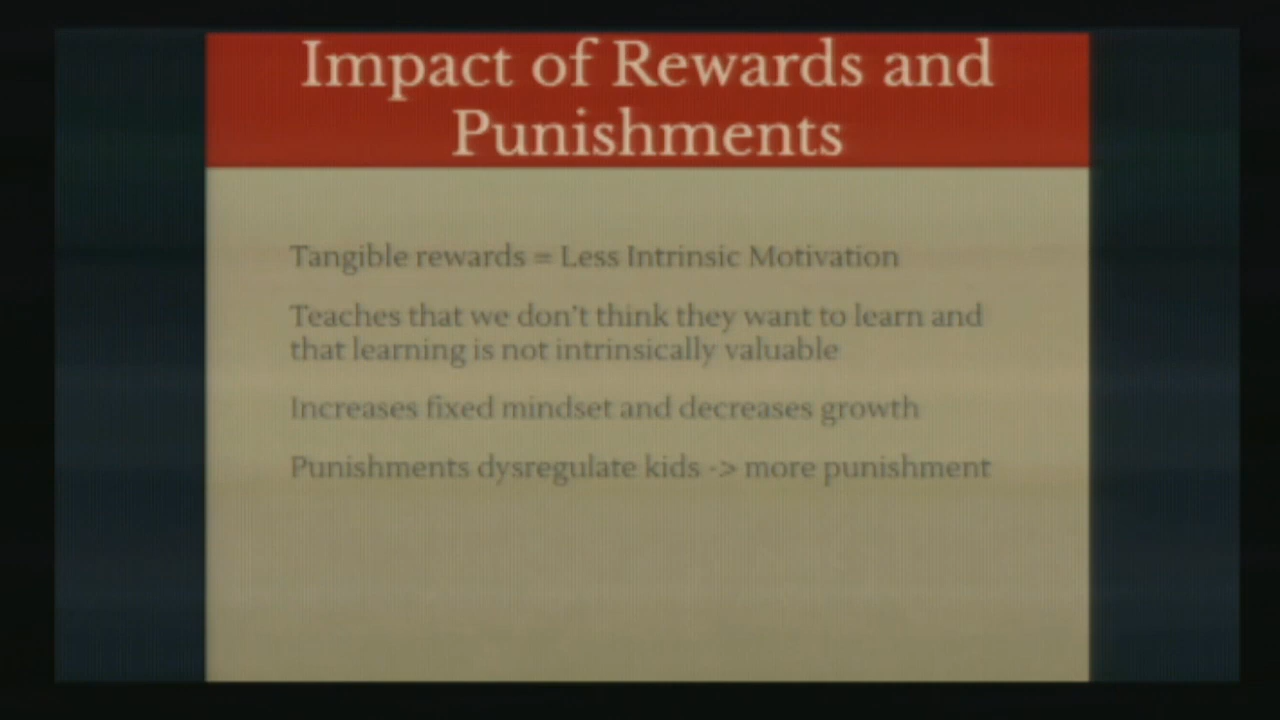 Impact of Rewards and
Punishments
Tangible rewards = Less Intrinsic Motivation
Teaches that we don't think they want to learn and
that learning is not intrinsically valuable
Increases fixed mindset and decreases growth
Punishments dysregulate kids -> more punishment